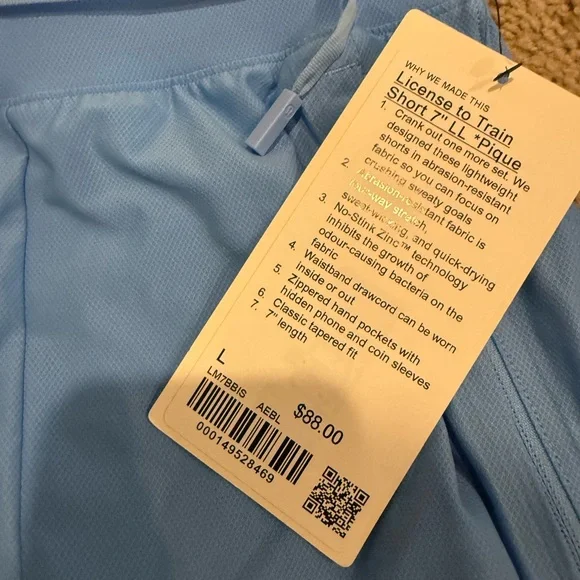 WHY WE MADE THIS
License to Train
Short 7" LL *Pique
1. Crank out one more set. We
designed these lightweight
shorts in abrasion-resistant
fabric so you can focus on
crushing sweaty goals
2. Abrasion-resistant fabric is
four-way stretch,
sweat-wicking, and quick-drying
3. No-Stink Zinc™ technology
inhibits the growth of
odour-causing bacteria on the
fabric
4. Waistband drawcord can be worn
inside or out
5. Zippered hand pockets with
hidden phone and coin sleeves
6. Classic tapered fit
7. 7" length
L
LM7BBIS AEBL $88.00
000149528469